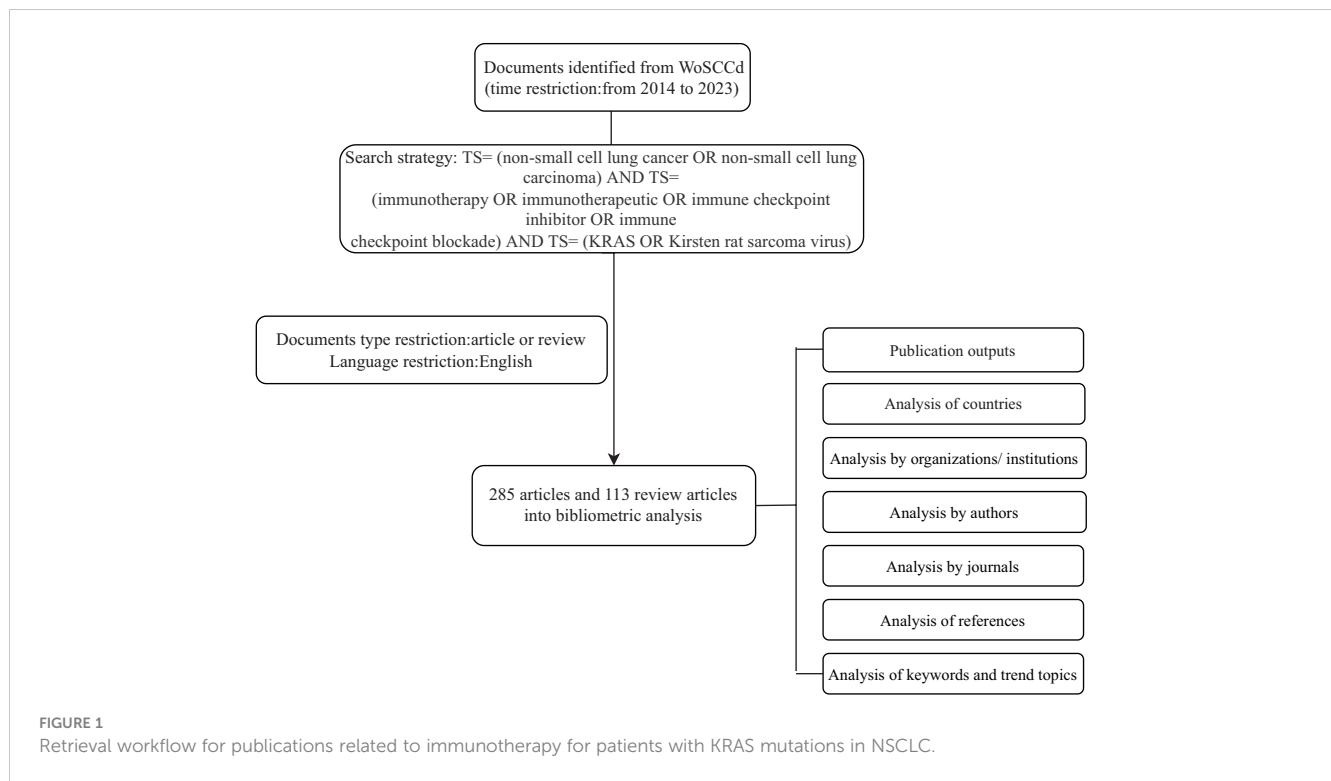 Documents identified from WoSCCd
(time restriction:from 2014 to 2023)
Search strategy: TS= (non-small cell lung cancer OR non-small cell lung
carcinoma) AND TS=
(immunotherapy OR immunotherapeutic OR immune checkpoint
inhibitor OR immune
checkpoint blockade) AND TS= (KRAS OR Kirsten rat sarcoma virus)
Documents type restriction:article or review
Language restriction:English
285 articles and 113 review articles
into bibliometric analysis
Publication outputs
Analysis of countries
Analysis by organizations/ institutions
Analysis by authors
Analysis by journals
Analysis of references
Analysis of keywords and trend topics
FIGURE 1
Retrieval workflow for publications related to immunotherapy for patients with KRAS mutations in NSCLC.